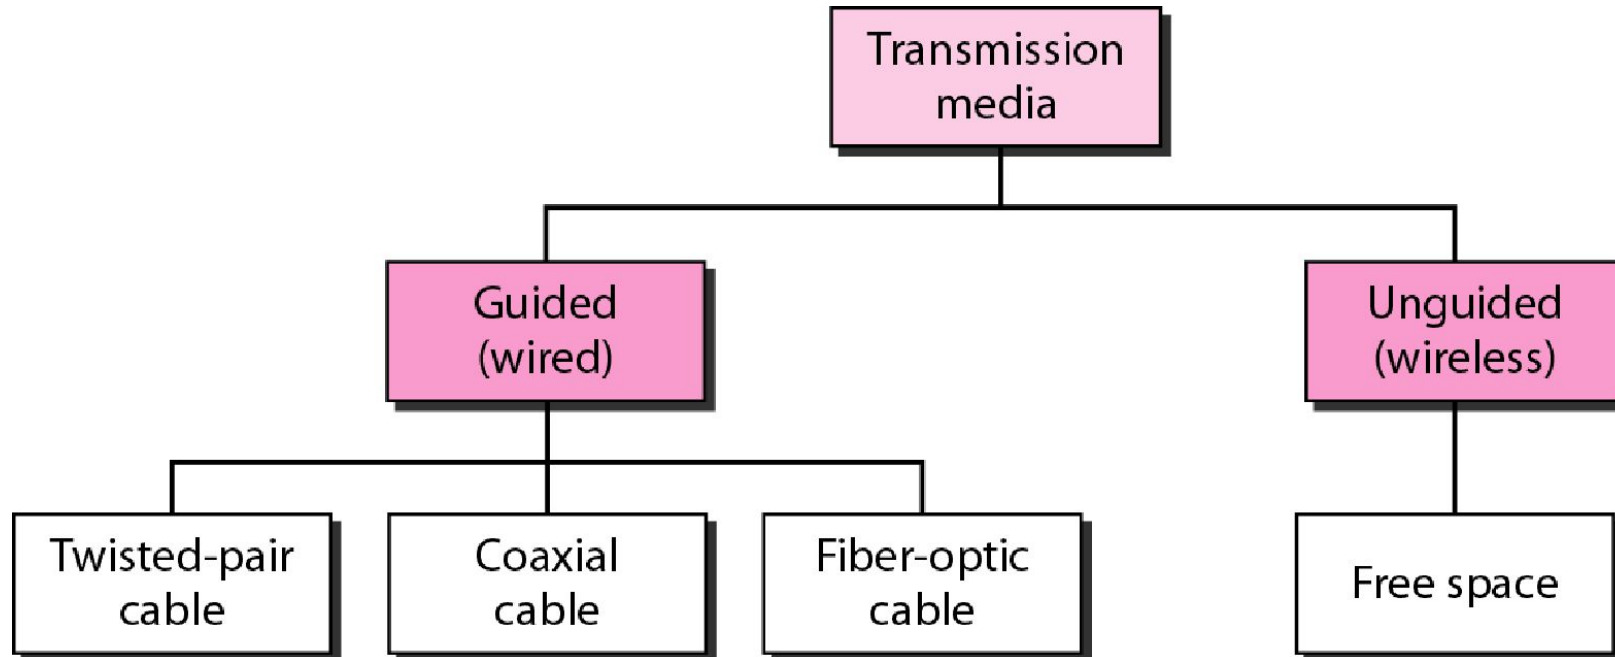 Transmission
media
Guided
(wired)
Unguided
(wireless)
Twisted-pair
cable
Coaxial
cable
Fiber-optic
cable
Free space